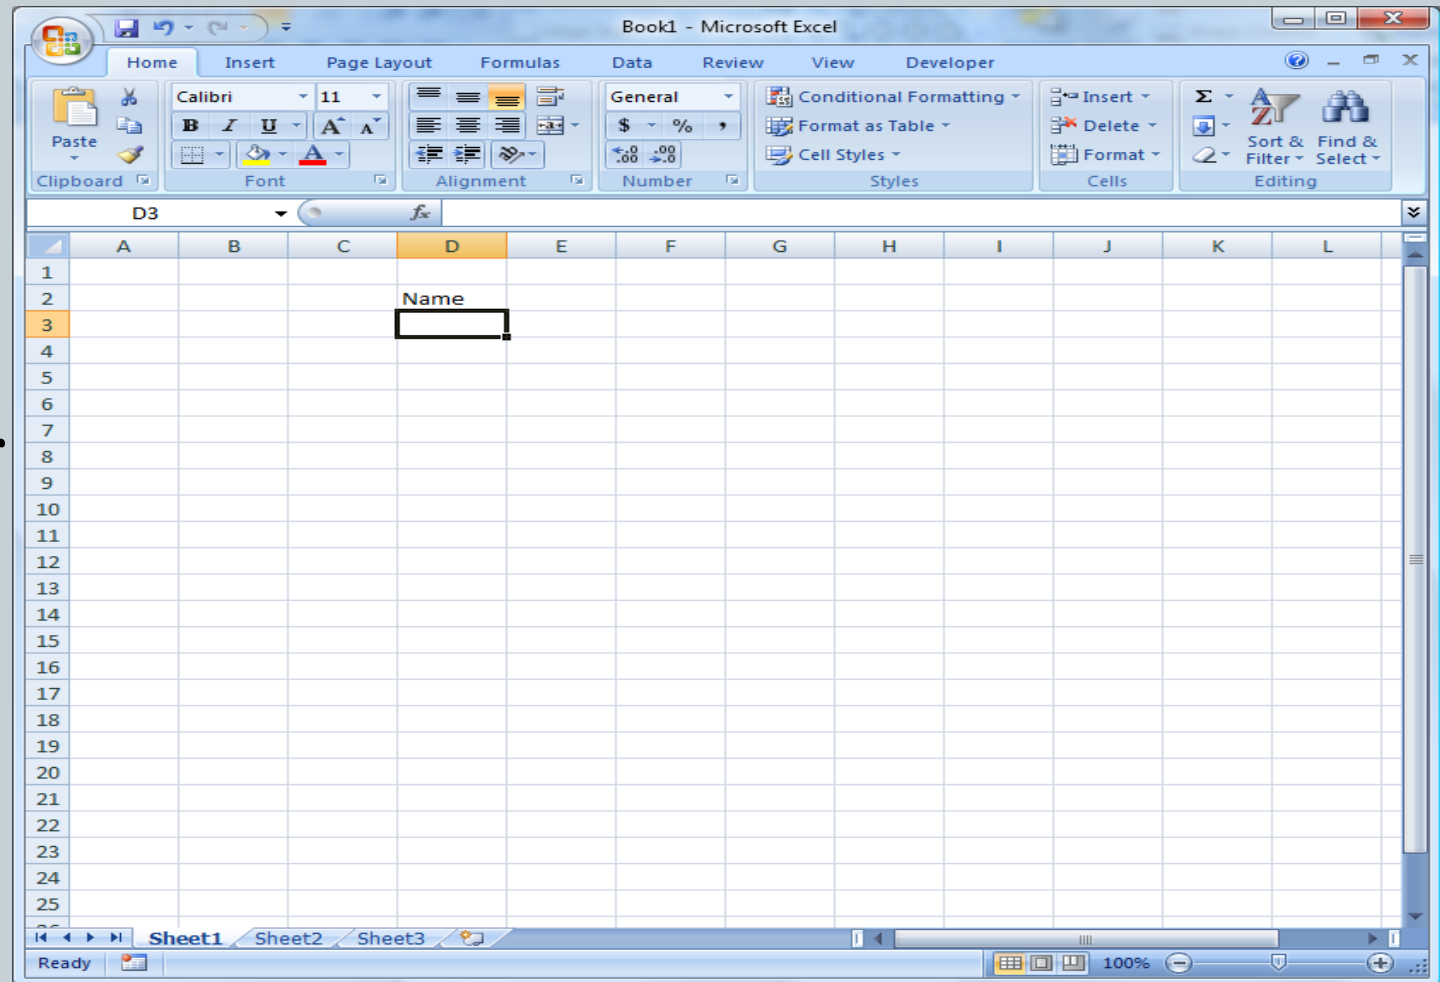 Book1 - Microsoft Excel
Home Insert Page Layout Formulas Data Review View Developer
Calibri 11 General Conditional Formatting Insert Σ
Paste B I U A A $ % , Format as Table Delete Sort & Filter Find & Select
A .00 .00 Cell Styles Format
Clipboard Font Alignment Number Styles Cells Editing
D3 fx
A B C D E F G H I J K L
1
2 Name
3
4
5
6
7
8
9
10
11
12
13
14
15
16
17
18
19
20
21
22
23
24
25
Sheet1 Sheet2 Sheet3
Ready 100%